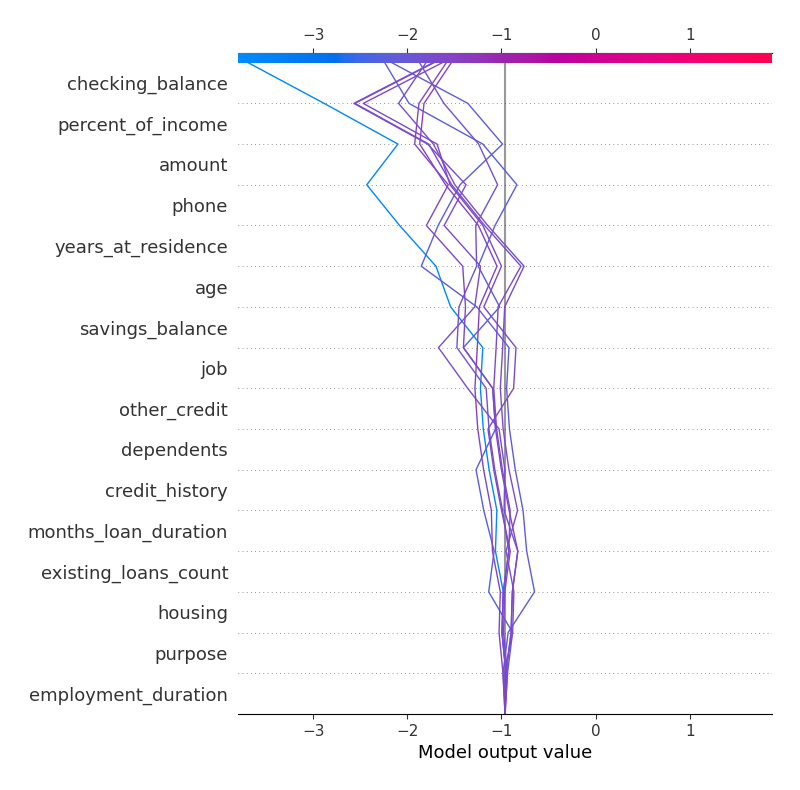 −3 −2 −1 0 1
checking_balance
percent_of_income
amount
phone
years_at_residence
age
savings_balance
job
other_credit
dependents
credit_history
months_loan_duration
existing_loans_count
housing
purpose
employment_duration
−3 −2 −1 0 1
Model output value